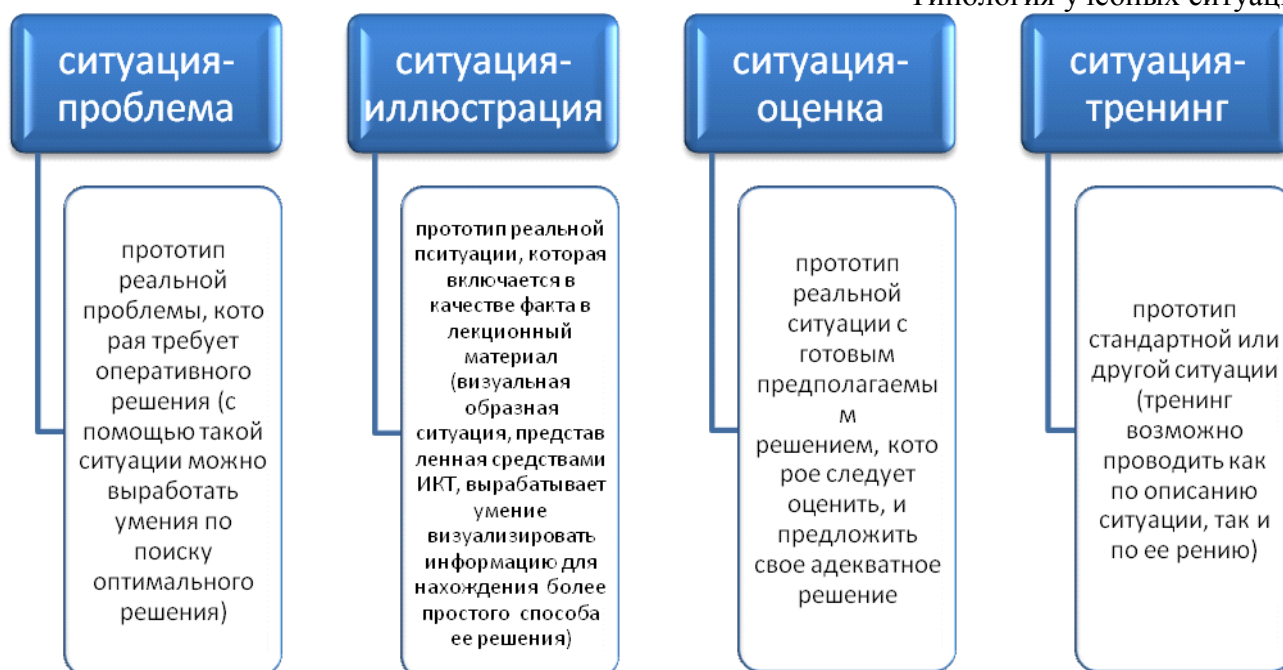 Типология учебных ситуаци
ситуация-
проблема
прототип
реальной
проблемы, кото
рая требует
оперативного
решения (с
помощью такой
ситуации можно
выработать
умения по
поиску
оптимального
решения)
ситуация-
иллюстрация
прототип реальной
пситуации, которая
включается в
качестве факта в
лекционный
материал
(визуальная
образная
ситуация, представ
ленная средствами
ИКТ, вырабатывает
умение
визуализировать
информацию для
нахождения более
простого способа
ее решения)
ситуация-
оценка
прототип
реальной
ситуации с
готовым
предполагаемы
м
решением, кото
рое следует
оценить, и
предложить
свое адекватное
решение
ситуация-
тренинг
прототип
стандартной или
другой ситуации
(тренинг
возможно
проводить как
по описанию
ситуации, так и
по ее рению)